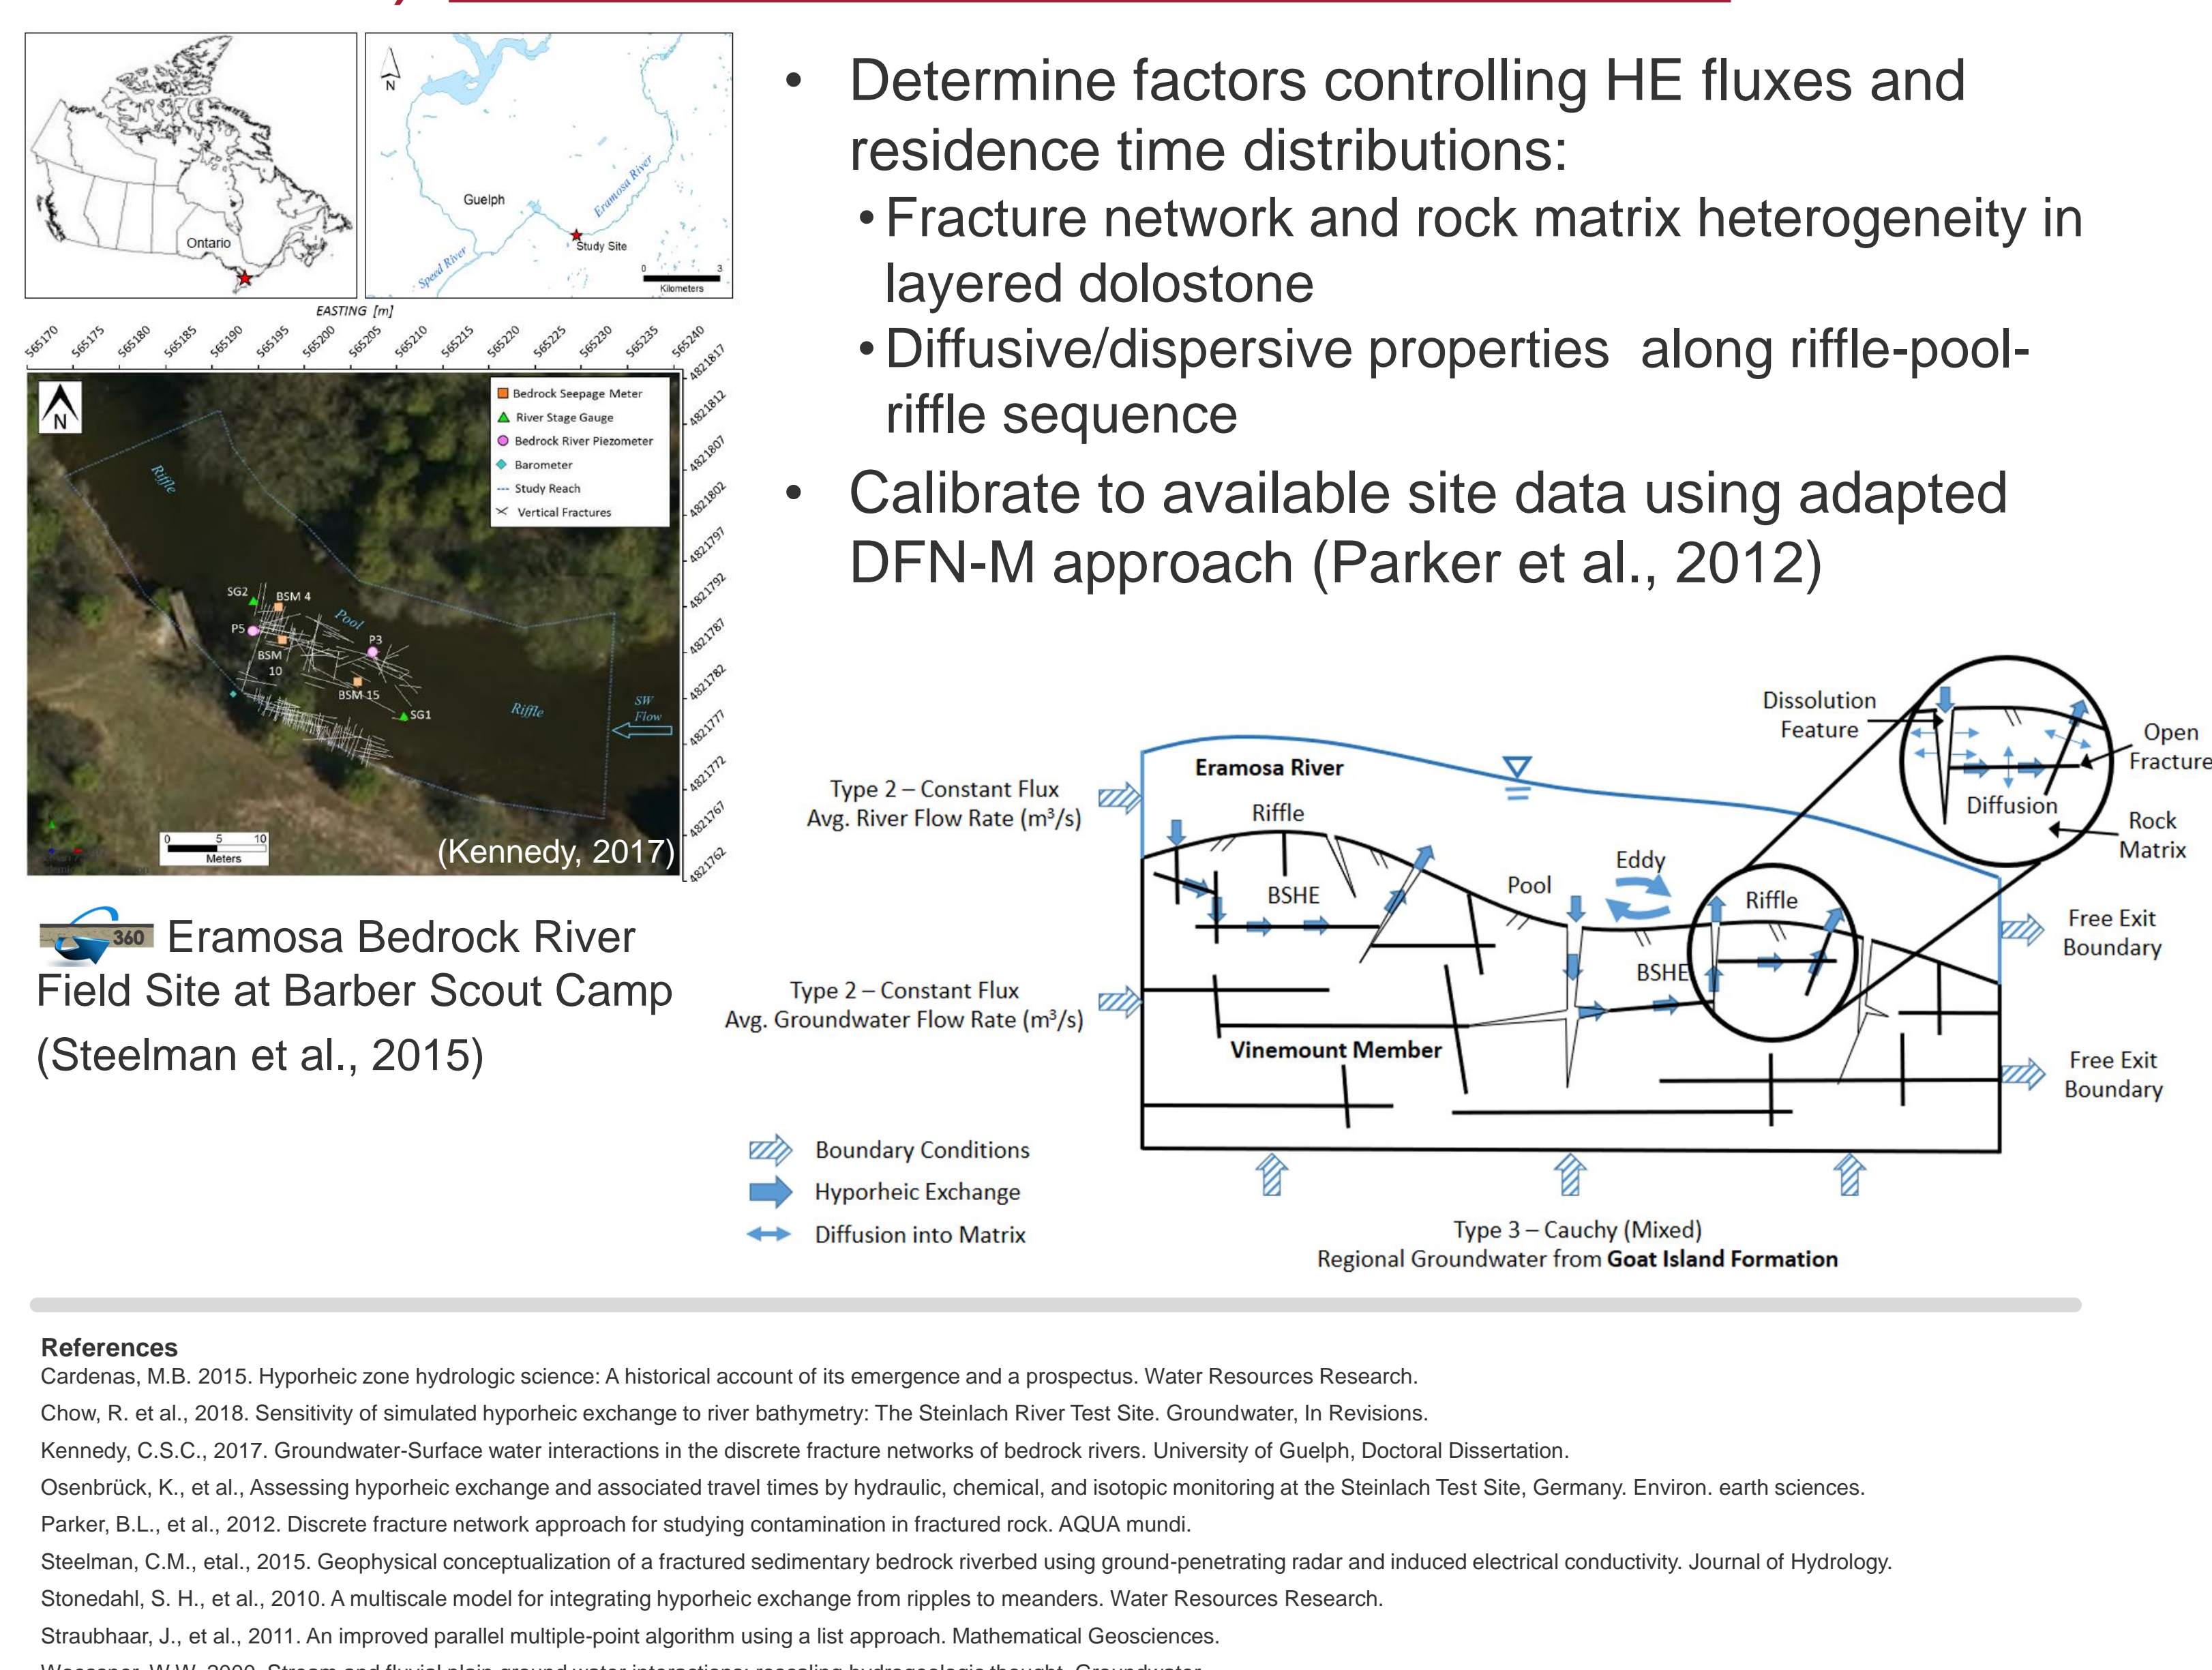 Ontario
N
Guelph
Eramosa River
Speed River
Study Site
0 3
Kilometers
EASTING [m]
565170 565175 565180 565185 565190 565195 565200 565205 565210 565215 565220 565225 565230 565235 565240
4821817
4821812
4821807
4821802
4821797
4821792
4821787
4821782
4821777
4821772
4821767
4821762
N
Bedrock Seepage Meter
River Stage Gauge
Bedrock River Piezometer
Barometer
Study Reach
Vertical Fractures
Riffle
SG2
BSM 4
Pool
P5
P3
BSM
10
BSM 15
SG1
Riffle
SW
Flow
0 5 10
Meters
(Kennedy, 2017)
360 Eramosa Bedrock River
Field Site at Barber Scout Camp
(Steelman et al., 2015)
• Determine factors controlling HE fluxes and
residence time distributions:
• Fracture network and rock matrix heterogeneity in
layered dolostone
• Diffusive/dispersive properties along riffle-pool-
riffle sequence
• Calibrate to available site data using adapted
DFN-M approach (Parker et al., 2012)
Dissolution
Feature
Open
Fracture
Diffusion
Rock
Matrix
Eramosa River
Type 2 – Constant Flux
Avg. River Flow Rate (m³/s)
Riffle
BSHE
Pool
Eddy
Riffle
BSHE
Free Exit
Boundary
Type 2 – Constant Flux
Avg. Groundwater Flow Rate (m³/s)
Vinemount Member
Free Exit
Boundary
Boundary Conditions
Hyporheic Exchange
Diffusion into Matrix
Type 3 – Cauchy (Mixed)
Regional Groundwater from Goat Island Formation
References
Cardenas, M.B. 2015. Hyporheic zone hydrologic science: A historical account of its emergence and a prospectus. Water Resources Research.
Chow, R. et al., 2018. Sensitivity of simulated hyporheic exchange to river bathymetry: The Steinlach River Test Site. Groundwater, In Revisions.
Kennedy, C.S.C., 2017. Groundwater-Surface water interactions in the discrete fracture networks of bedrock rivers. University of Guelph, Doctoral Dissertation.
Osenbrück, K., et al., Assessing hyporheic exchange and associated travel times by hydraulic, chemical, and isotopic monitoring at the Steinlach Test Site, Germany. Environ. earth sciences.
Parker, B.L., et al., 2012. Discrete fracture network approach for studying contamination in fractured rock. AQUA mundi.
Steelman, C.M., etal., 2015. Geophysical conceptualization of a fractured sedimentary bedrock riverbed using ground-penetrating radar and induced electrical conductivity. Journal of Hydrology.
Stonedahl, S. H., et al., 2010. A multiscale model for integrating hyporheic exchange from ripples to meanders. Water Resources Research.
Straubhaar, J., et al., 2011. An improved parallel multiple-point algorithm using a list approach. Mathematical Geosciences.
Woessner, W.W. 2000. Stream and fluvial plain ground water interactions: rescaling hydrogeologic thought. Groundwater.